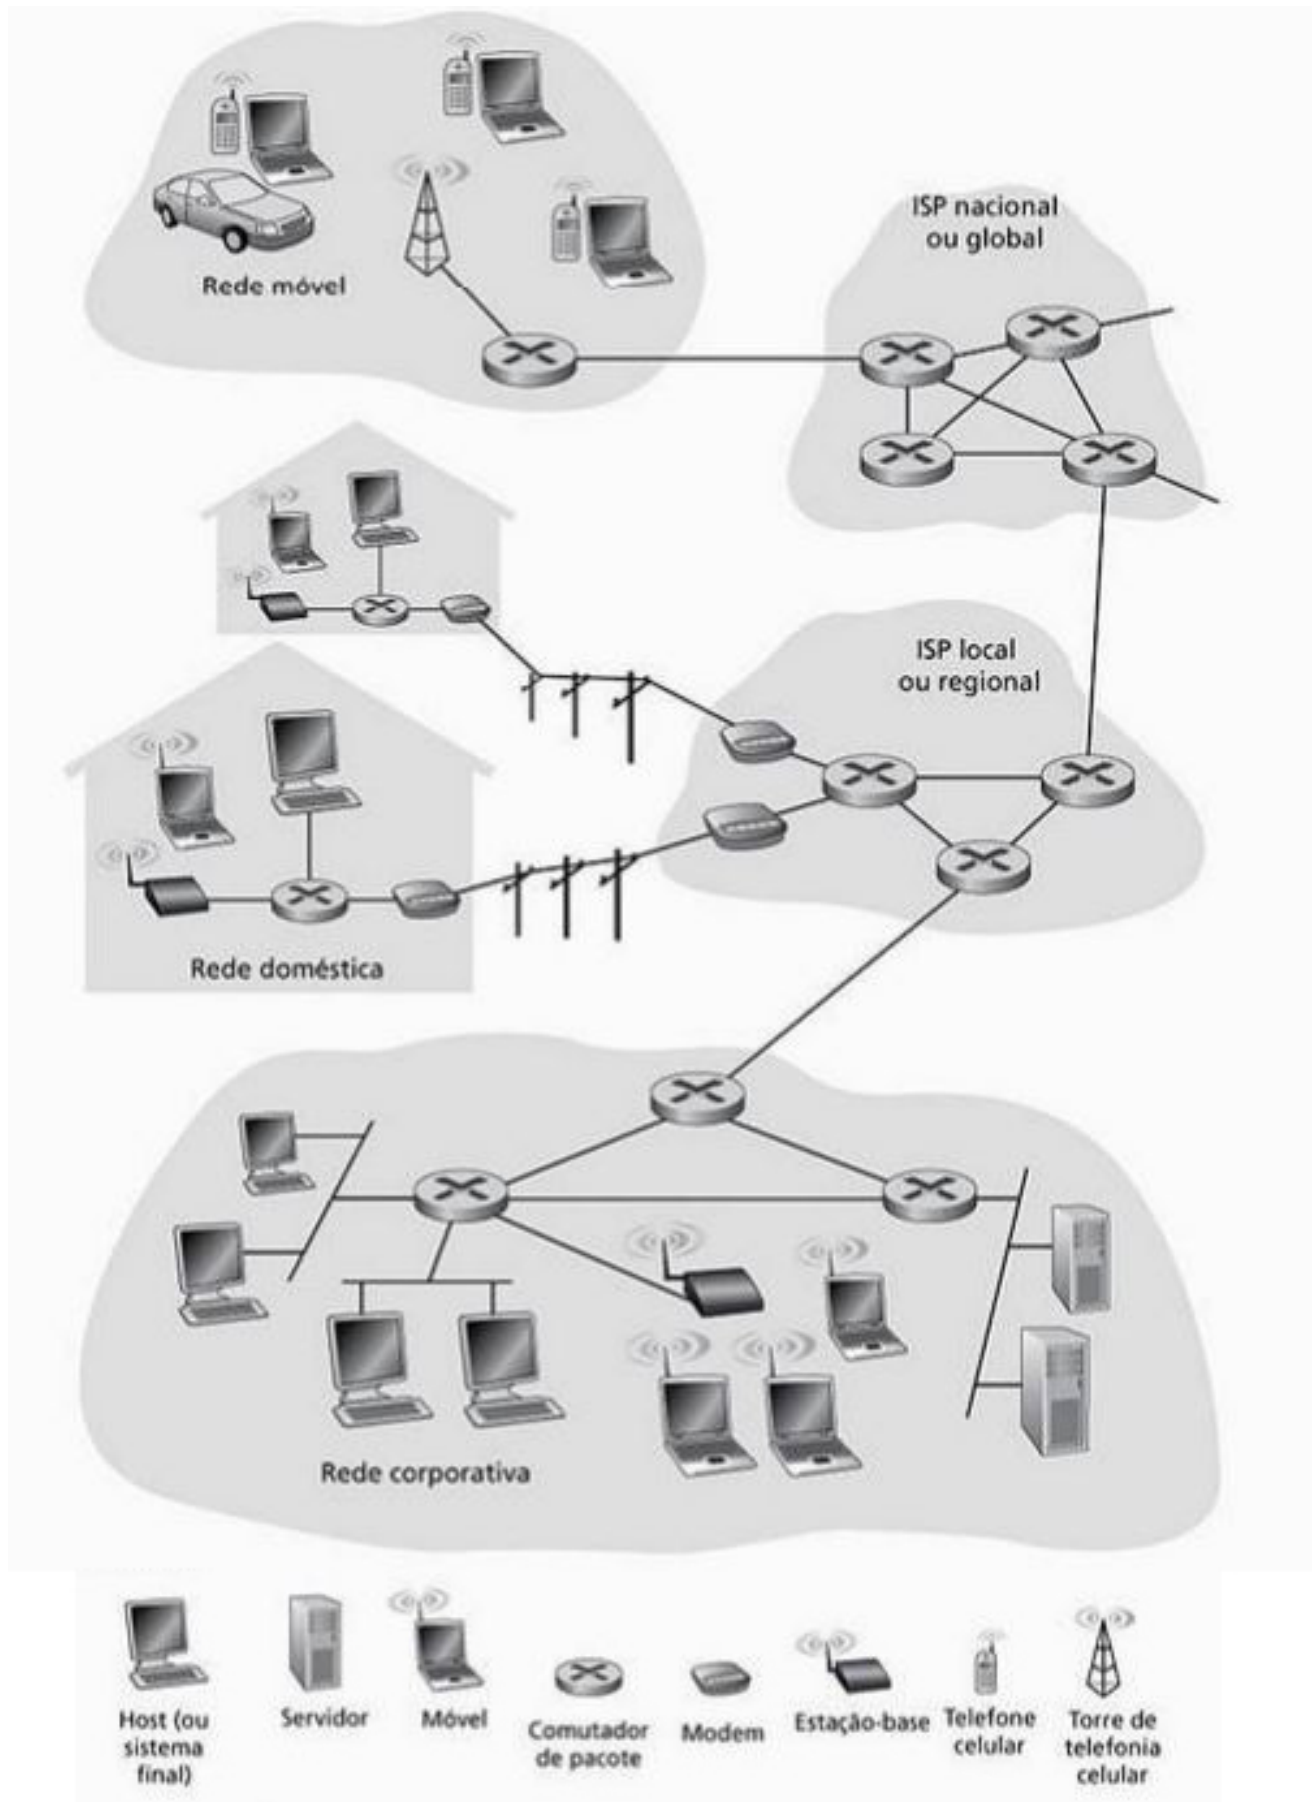 ISP nacional
ou global
Rede móvel
ISP local
ou regional
Rede doméstica
Rede corporativa
Host (ou
sistema
final)
Servidor
Móvel
Comutador
de pacote
Modem
Estação-base
Telefone
celular
Torre de
telefonia
celular